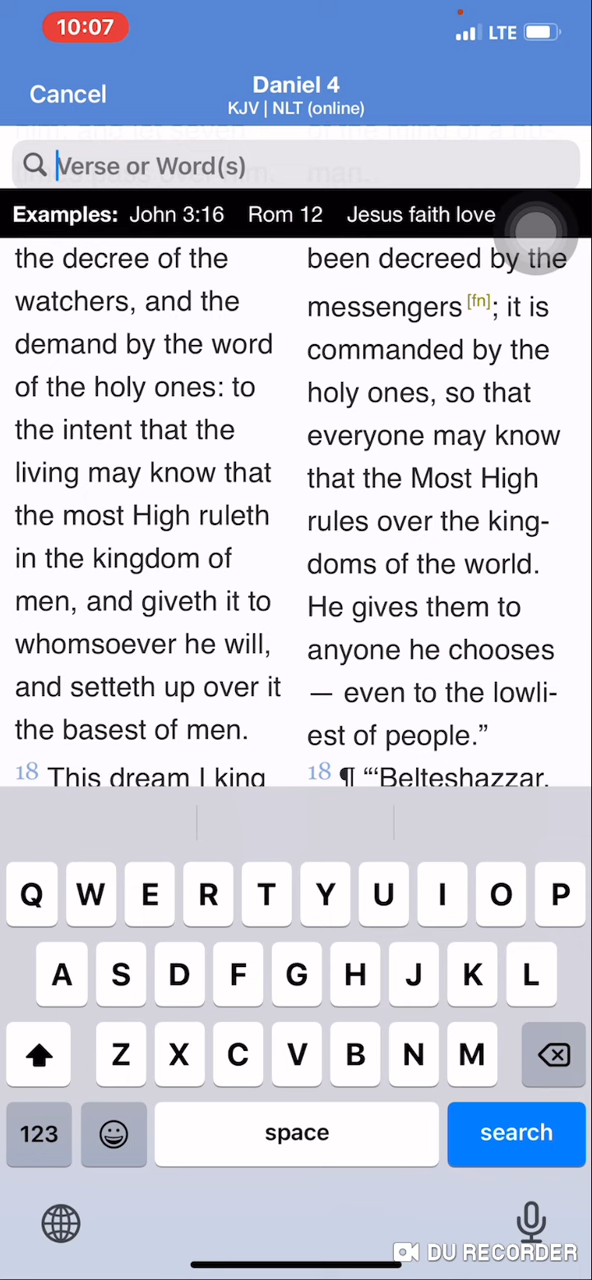 10:07
LTE
Cancel
Daniel 4
KJV | NLT (online)
Verse or Word(s)
Examples: John 3:16 Rom 12 Jesus faith love
the decree of the
watchers, and the
demand by the word
of the holy ones: to
the intent that the
living may know that
the most High ruleth
in the kingdom of
men, and giveth it to
whomsoever he will,
and setteth up over it
the basest of men.
18 This dream I king
been decreed by the
messengers [fn]; it is
commanded by the
holy ones, so that
everyone may know
that the Most High
rules over the king-
doms of the world.
He gives them to
anyone he chooses
— even to the lowli-
est of people.”
18 ¶ “‘Belteshazzar,
Q W E R T Y U I O P
A S D F G H J K L
Z X C V B N M
123 space search
DU RECORDER